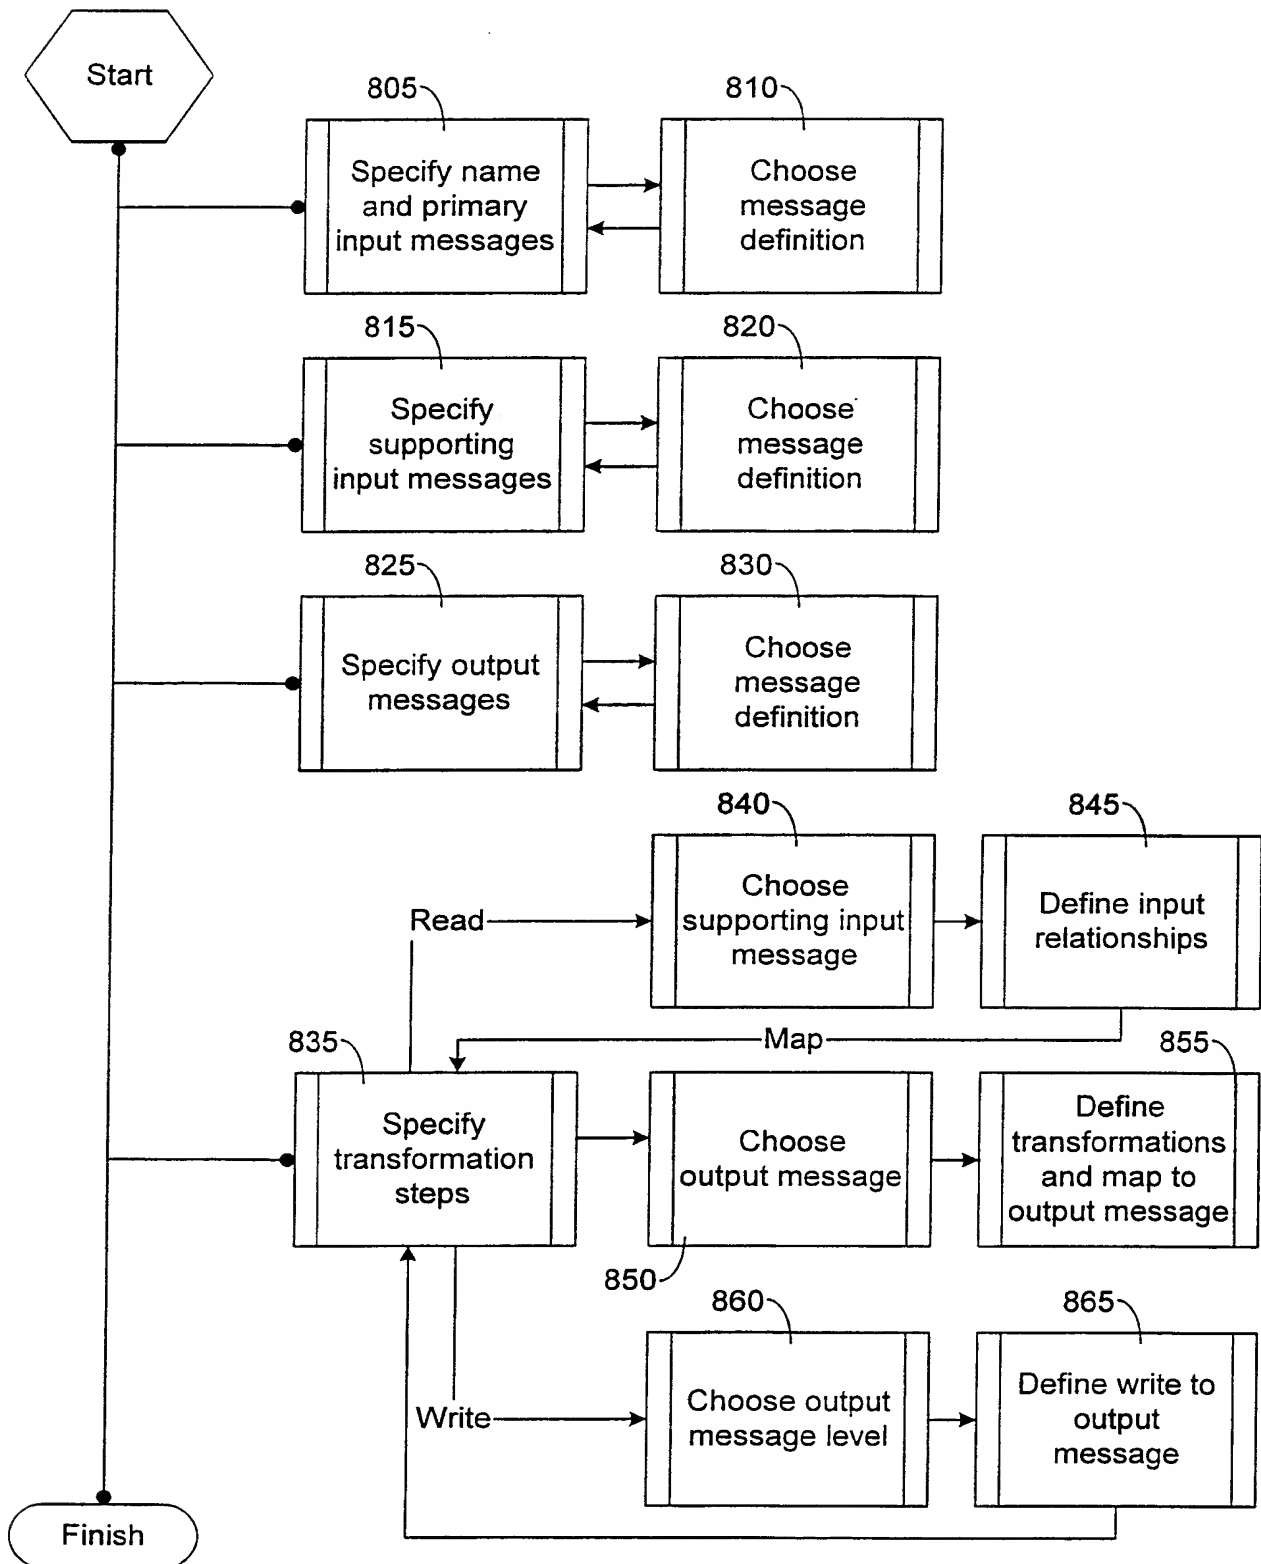 Start
805
810
Specify name
and primary
input messages
Choose
message
definition
815
820
Specify
supporting
input messages
Choose
message
definition
825
830
Specify output
messages
Choose
message
definition
840
845
Read
Choose
supporting input
message
Define input
relationships
835
Map
855
Specify
transformation
steps
Choose
output message
Define
transformations
and map to
output message
850
860
865
Write
Choose output
message level
Define write to
output
message
Finish